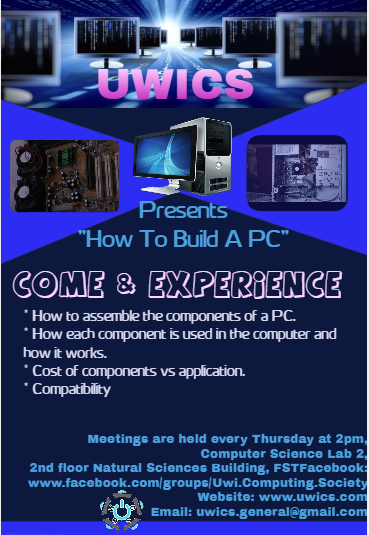 UWICS
Presents
"How To Build A PC"
COME & EXPERIENCE
* How to assemble the components of a PC.
* How each component is used in the computer and
how it works.
* Cost of components vs application.
* Compatibility
Meetings are held every Thursday at 2pm,
Computer Science Lab 2,
2nd floor Natural Sciences Building, FSTFacebook:
www.facebook.com/groups/Uwi.Computing.Society
Website: www.uwics.com
Email: uwics.general@gmail.com